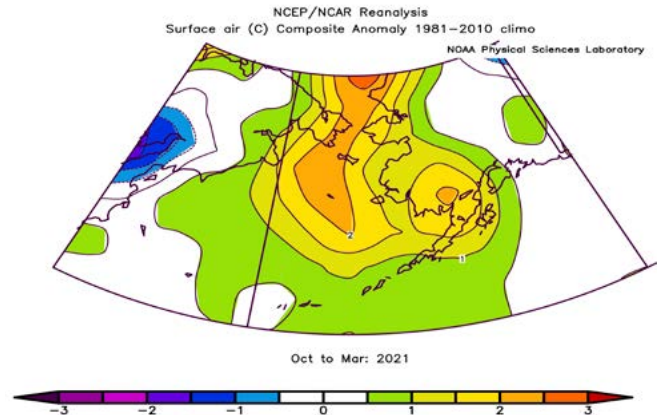 NCEP/NCAR Reanalysis
Surface air (C) Composite Anomaly 1981-2010 climo
NOAA Physical Sciences Laboratory
2
1
Oct to Mar: 2021
-3 -2 -1 0 1 2 3